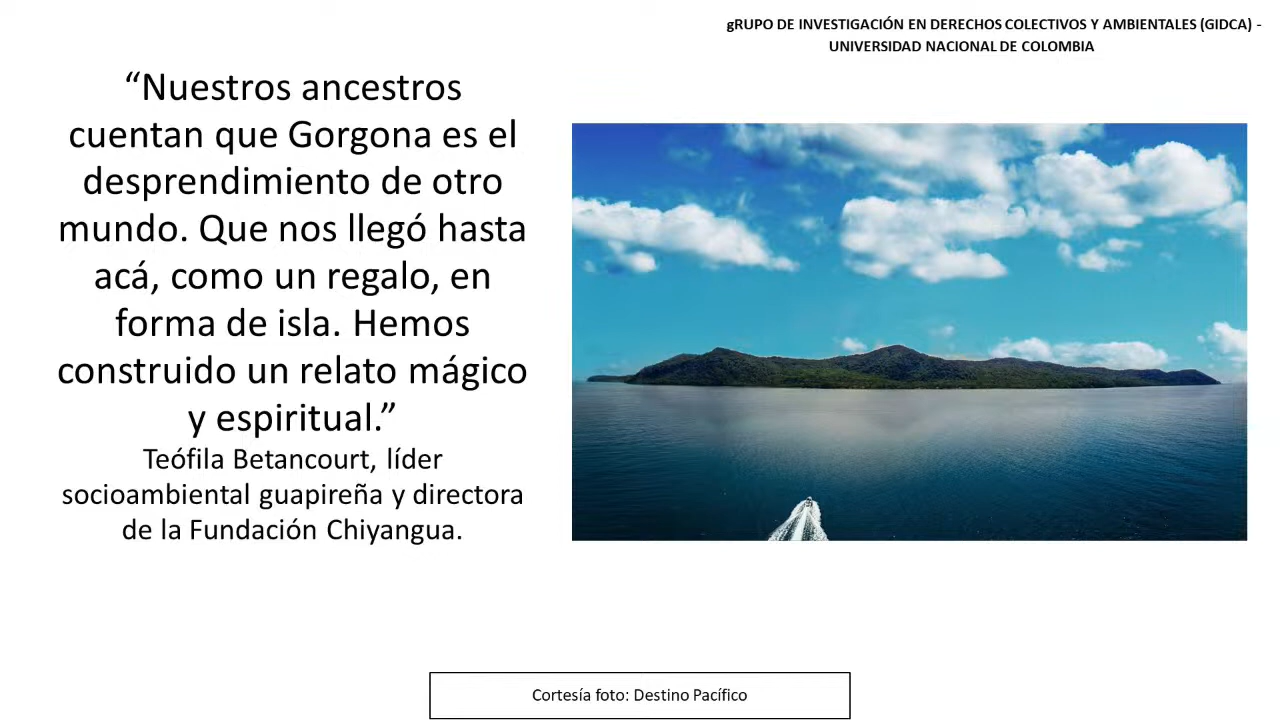 gRUPO DE INVESTIGACIÓN EN DERECHOS COLECTIVOS Y AMBIENTALES (GIDCA) -
UNIVERSIDAD NACIONAL DE COLOMBIA
“Nuestros ancestros
cuentan que Gorgona es el
desprendimiento de otro
mundo. Que nos llegó hasta
acá, como un regalo, en
forma de isla. Hemos
construido un relato mágico
y espiritual.”
Teófila Betancourt, líder
socioambiental guapireña y directora
de la Fundación Chiyangua.
Cortesía foto: Destino Pacífico